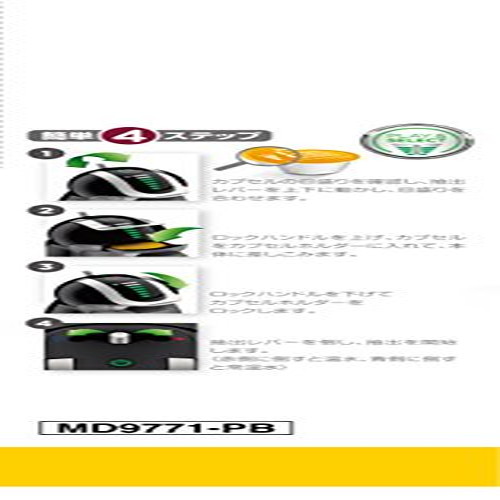 簡単4ステップ
PLAY &
SELECT
1
カプセルの目盛りを確認し、抽出
レバーを上下に動かし、目盛りを
合わせます。
2
ロックハンドルを上げ、カプセル
をカプセルホルダーに入れて、本
体に差しこみます。
3
ロックハンドルを下げて
カプセルホルダーを
ロックします。
4
抽出レバーを倒し、抽出を開始
します。
(赤側に倒すと温水、青側に倒す
と常温水)
MD9771-PB